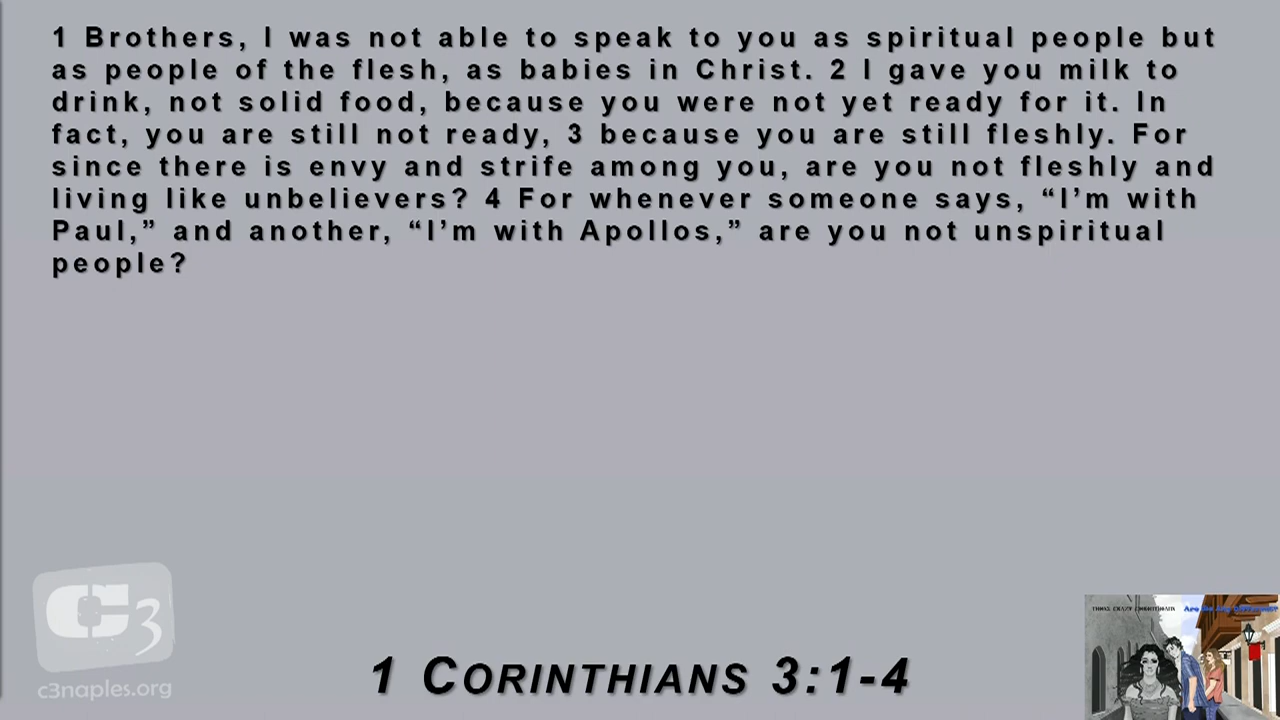 1 Brothers, I was not able to speak to you as spiritual people but
as people of the flesh, as babies in Christ. 2 I gave you milk to
drink, not solid food, because you were not yet ready for it. In
fact, you are still not ready, 3 because you are still fleshly. For
since there is envy and strife among you, are you not fleshly and
living like unbelievers? 4 For whenever someone says, “I’m with
Paul,” and another, “I’m with Apollos,” are you not unspiritual
people?
C3
c3naples.org
1 CORINTHIANS 3:1-4
THOSE CRAZY CORINTHIANS